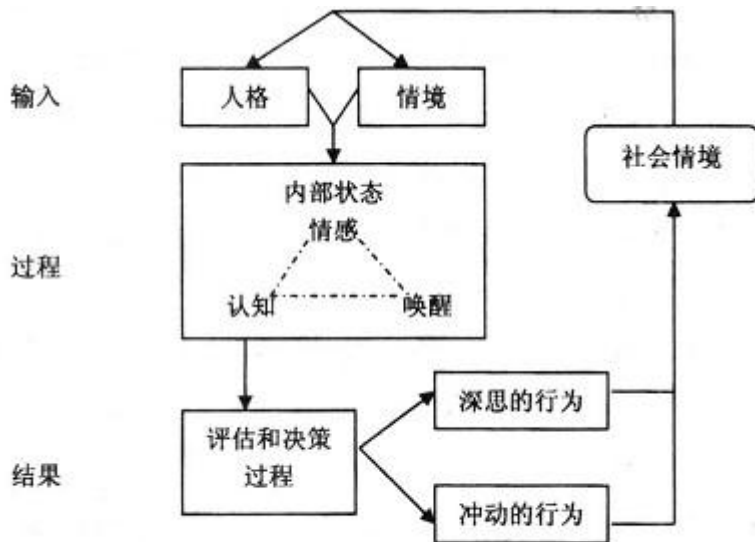 输入
人格
情境
社会情境
内部状态
情感
过程
认知
唤醒
深思的行为
评估和决策
过程
结果
冲动的行为